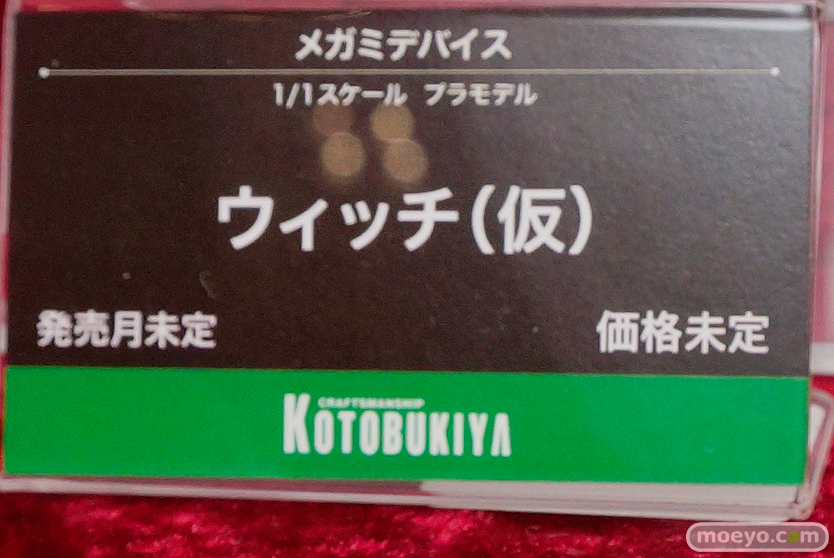 メガミデバイス
1/1スケール プラモデル
ウィッチ(仮)
発売月未定
価格未定
CRAFTSMANSHIP
KOTOBUKIYA
moeyo.com